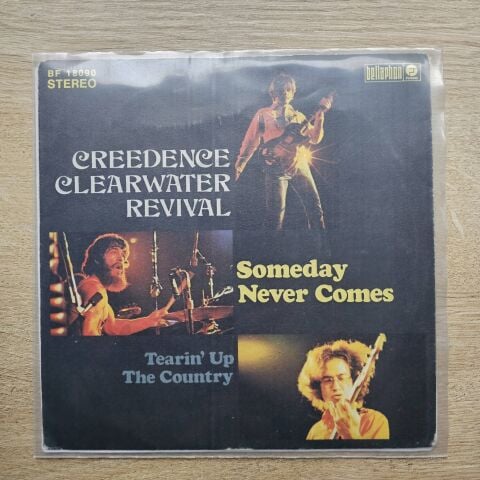 BF 18090
STEREO
bellaphon
CREEDENCE
CLEARWATER
REVIVAL
Someday
Never Comes
Tearin' Up
The Country